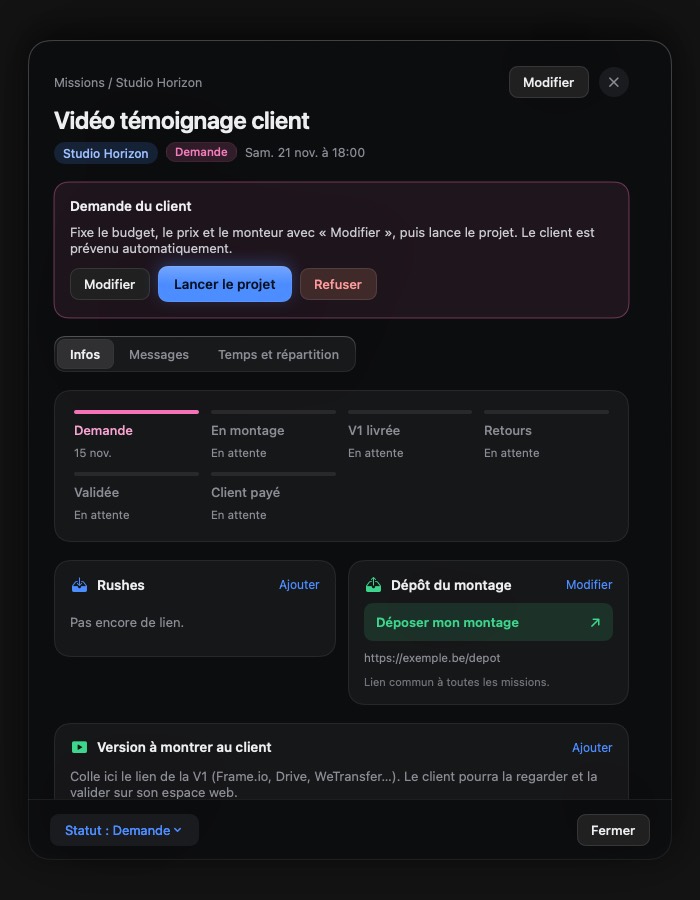 Missions / Studio Horizon
Modifier
Vidéo témoignage client
Studio Horizon
Demande
Sam. 21 nov. à 18:00
Demande du client
Fixe le budget, le prix et le monteur avec « Modifier », puis lance le projet. Le client est
prévenu automatiquement.
Modifier
Lancer le projet
Refuser
Infos
Messages
Temps et répartition
Demande
15 nov.
En montage
En attente
V1 livrée
En attente
Retours
En attente
Validée
En attente
Client payé
En attente
Rushes
Ajouter
Pas encore de lien.
Dépôt du montage
Modifier
Déposer mon montage
https://exemple.be/depot
Lien commun à toutes les missions.
Version à montrer au client
Ajouter
Colle ici le lien de la V1 (Frame.io, Drive, WeTransfer…). Le client pourra la regarder et la
valider sur son espace web.
Statut : Demande
Fermer